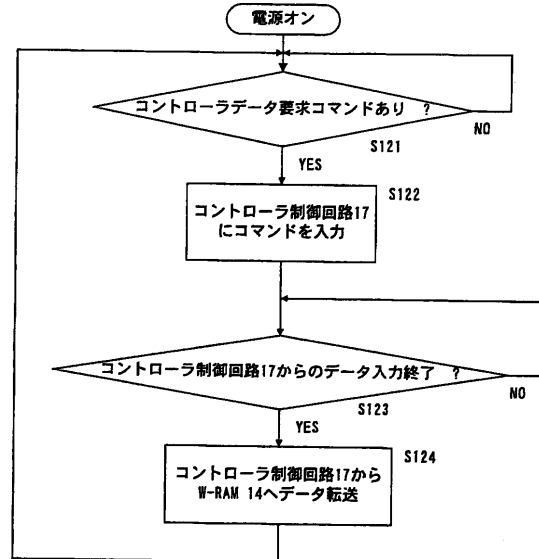 電源オン
コントローラデータ要求コマンドあり ?
NO
S121
YES
S122
コントローラ制御回路17
にコマンドを入力
コントローラ制御回路17からのデータ入力終了 ?
NO
S123
YES
S124
コントローラ制御回路17から
W-RAM 14へデータ転送